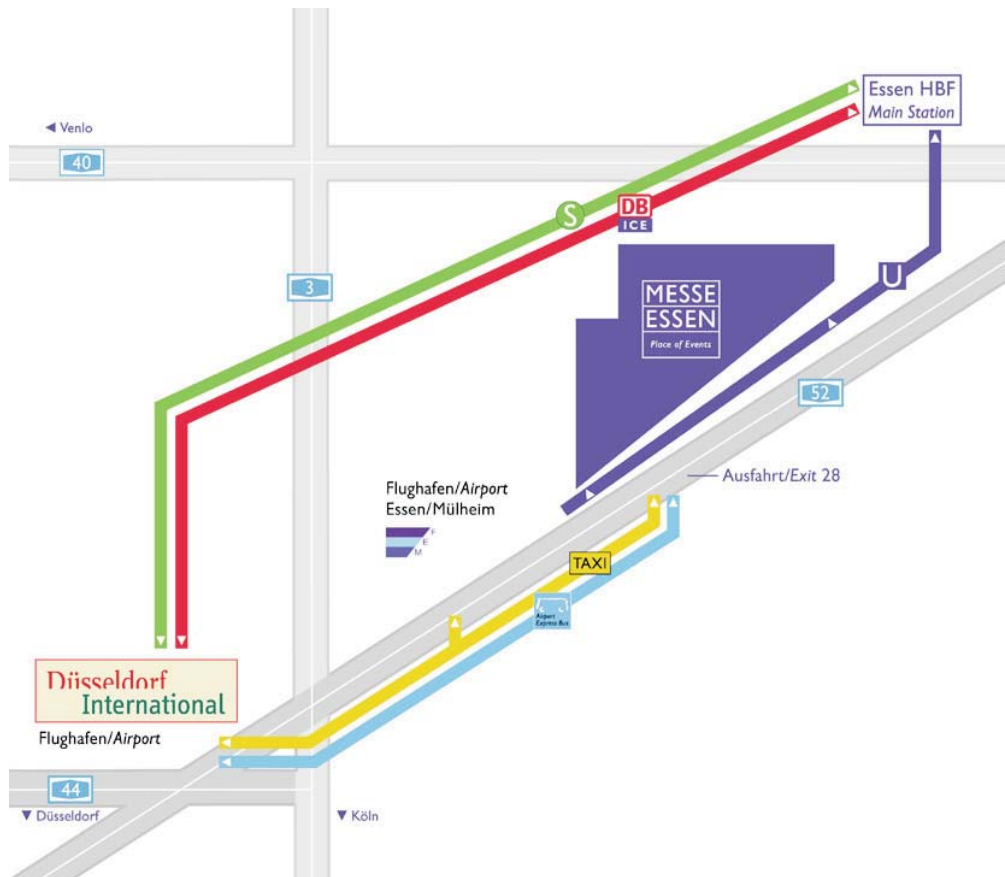 Essen HBF
Main Station
◄ Venlo
40
S
DB
ICE
3
U
MESSE
ESSEN
Place of Events
52
Ausfahrt/Exit 28
Flughafen/Airport
Essen/Mülheim
F
E
M
TAXI
Airport
Express Bus
Düsseldorf
International
Flughafen/Airport
44
▼ Düsseldorf
▼ Köln